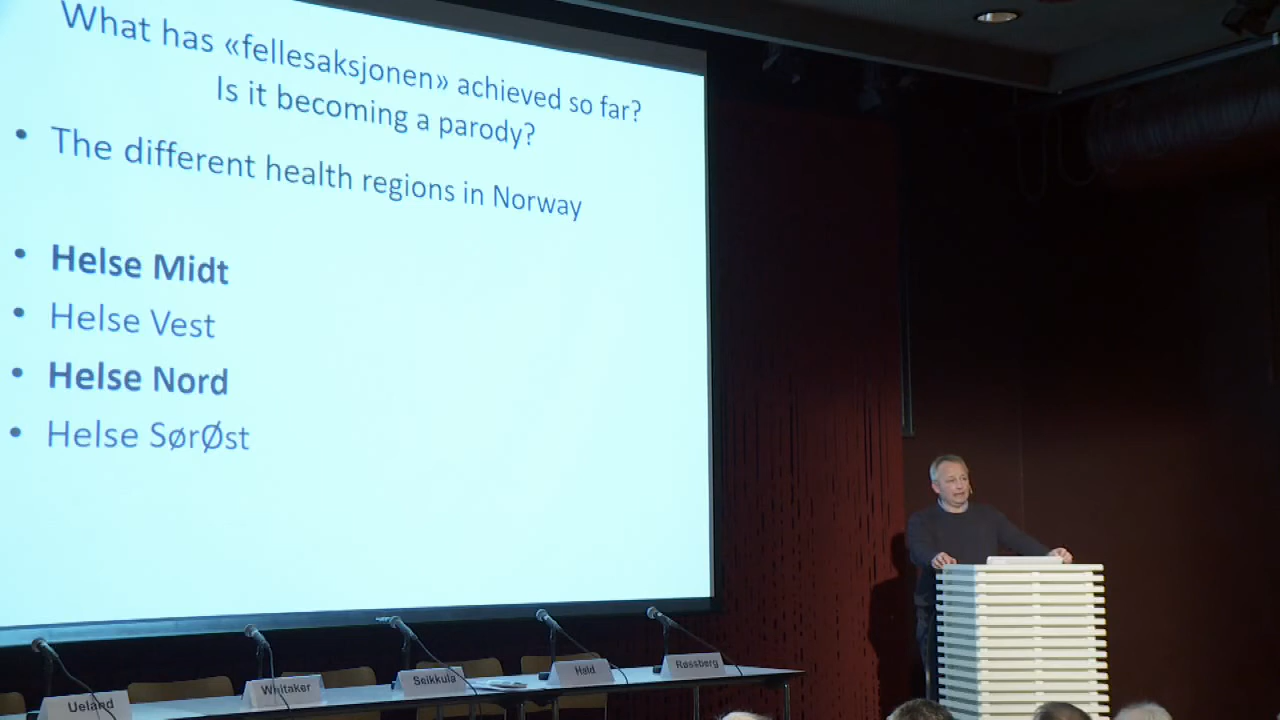 What has «fellesaksjonen» achieved so far?
Is it becoming a parody?
• The different health regions in Norway
• Helse Midt
• Helse Vest
• Helse Nord
• Helse SørØst
Ueland
Whitaker
Seikkula
Hald
Røssberg